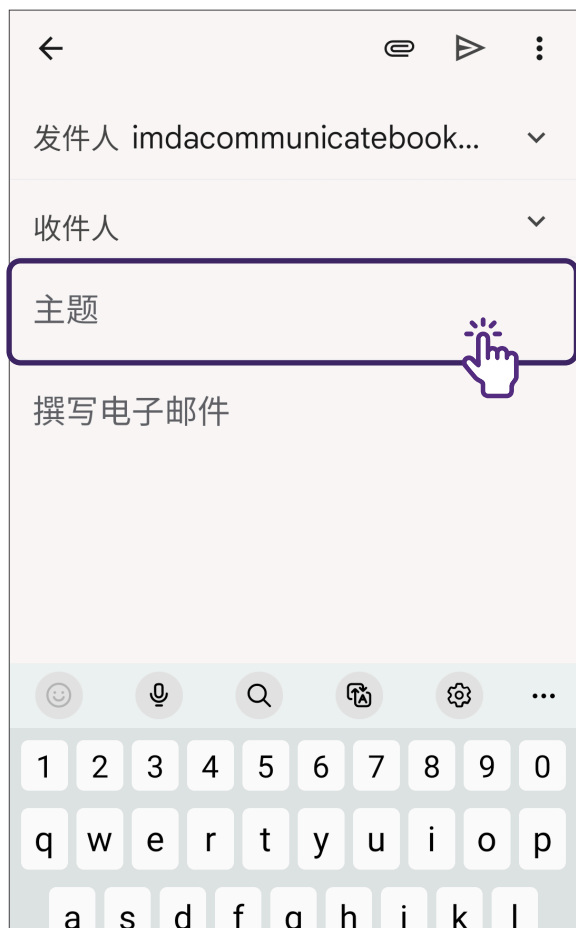 发件人 imdacommunicatebook...
收件人
主题
撰写电子邮件
1 2 3 4 5 6 7 8 9 0
q w e r t y u i o p
a s d f g h j k l